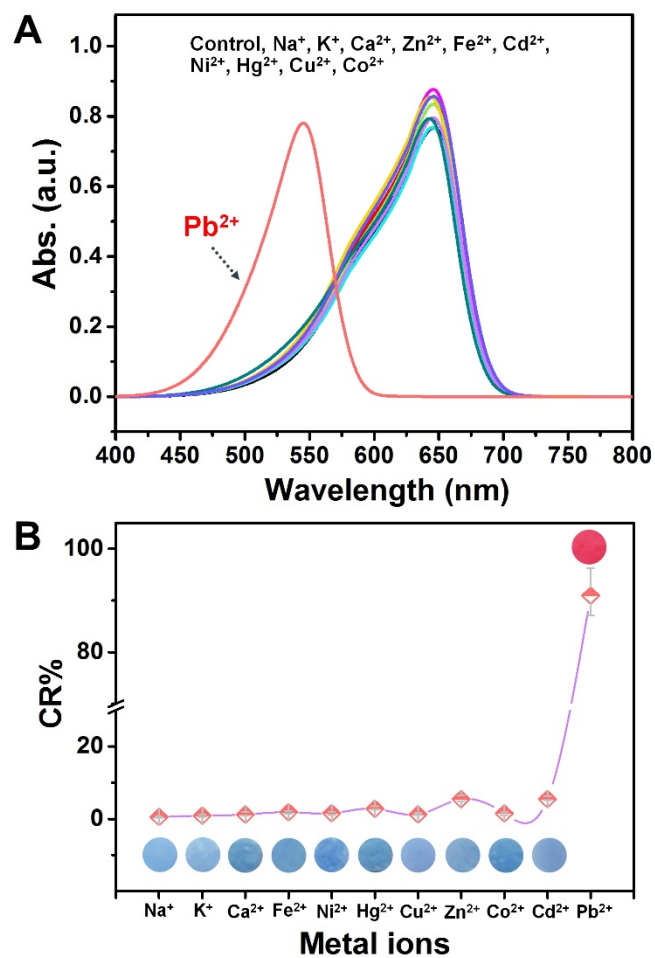 A
Control, Na⁺, K⁺, Ca²⁺, Zn²⁺, Fe²⁺, Cd²⁺,
Ni²⁺, Hg²⁺, Cu²⁺, Co²⁺
Pb²⁺
Abs. (a.u.)
1.0
0.8
0.6
0.4
0.2
0.0
400 450 500 550 600 650 700 750 800
Wavelength (nm)
B
CR%
100
80
20
0
Na⁺ K⁺ Ca²⁺ Fe²⁺ Ni²⁺ Hg²⁺ Cu²⁺ Zn²⁺ Co²⁺ Cd²⁺ Pb²⁺
Metal ions